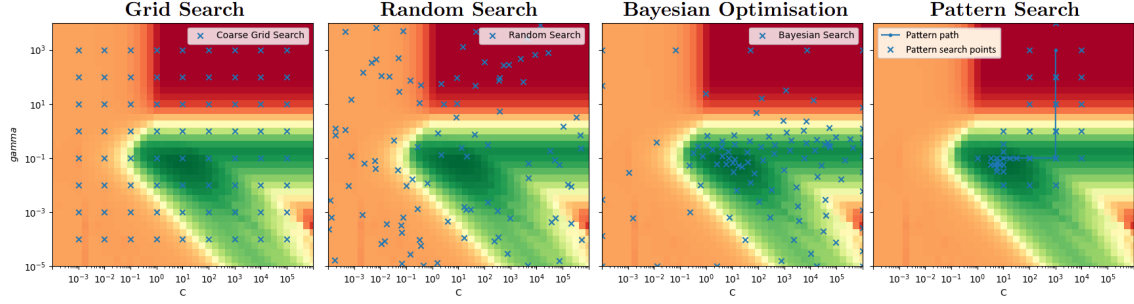 Grid Search
Random Search
Bayesian Optimisation
Pattern Search
Coarse Grid Search
Random Search
Bayesian Search
Pattern path
Pattern search points
gamma
10³
10¹
10⁻¹
10⁻³
10⁻⁵
10⁻³ 10⁻² 10⁻¹ 10⁰ 10¹ 10² 10³ 10⁴ 10⁵
C
10⁻³ 10⁻² 10⁻¹ 10⁰ 10¹ 10² 10³ 10⁴ 10⁵
C
10⁻³ 10⁻² 10⁻¹ 10⁰ 10¹ 10² 10³ 10⁴ 10⁵
C
10⁻³ 10⁻² 10⁻¹ 10⁰ 10¹ 10² 10³ 10⁴ 10⁵
C